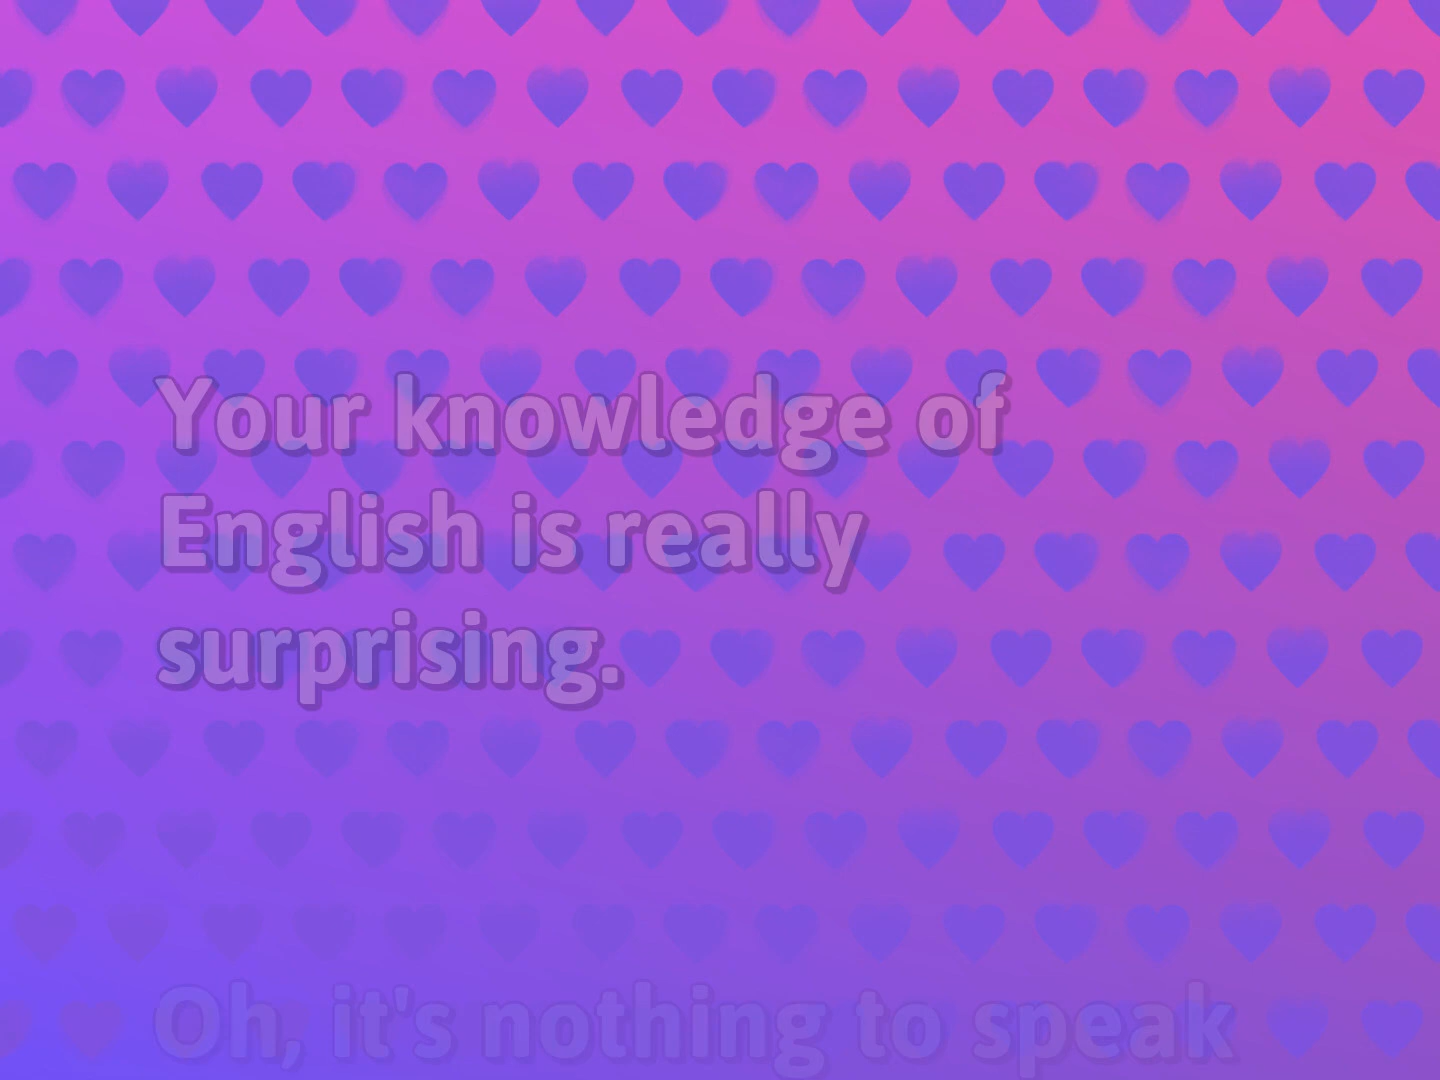 Your knowledge of
English is really
surprising.
Oh, it's nothing to speak